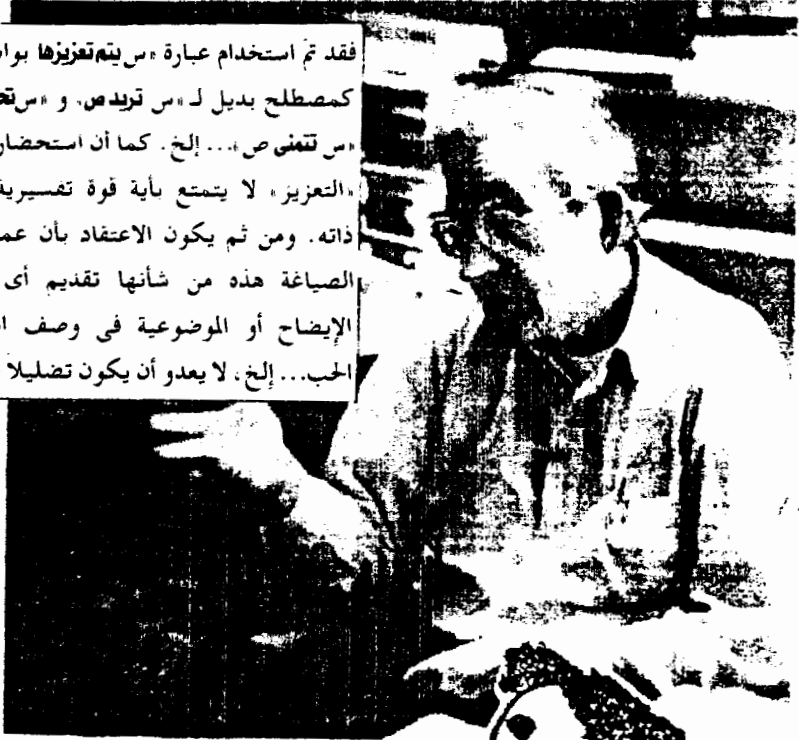 فقد تمّ استخدام عبارة «س يتم تعزيزها بوا
كمصطلح بديل لـ «س تريد ص» و «س تح
«س تتمنى ص»... إلخ. كما أن استحضار
«التعزيز» لا يتمتع بأية قوة تفسيرية
ذاته. ومن ثم يكون الاعتقاد بأن عم
الصياغة هذه من شأنها تقديم أى
الإيضاح أو الموضوعية فى وصف ا
الحب... إلخ، لا يعدو أن يكون تضليلاً